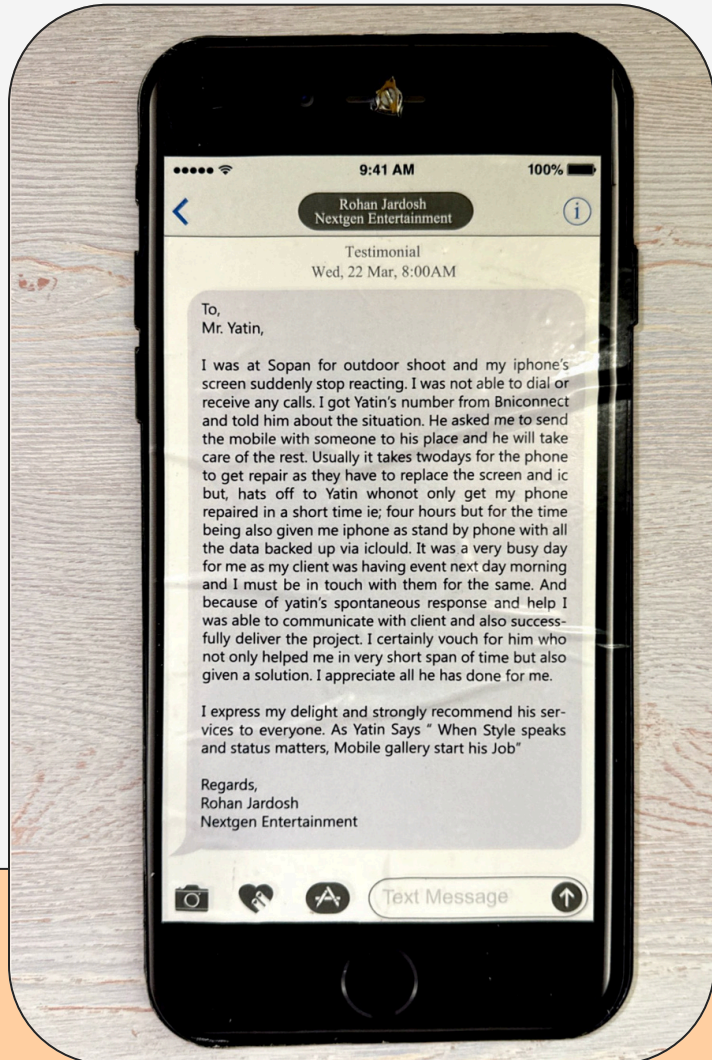 9:41 AM 100%
Rohan Jardosh
Nextgen Entertainment
i
Testimonial
Wed, 22 Mar, 8:00AM
To,
Mr. Yatin,
I was at Sopan for outdoor shoot and my iphone's
screen suddenly stop reacting. I was not able to dial or
receive any calls. I got Yatin's number from Bniconnect
and told him about the situation. He asked me to send
the mobile with someone to his place and he will take
care of the rest. Usually it takes twodays for the phone
to get repair as they have to replace the screen and ic
but, hats off to Yatin whonot only get my phone
repaired in a short time ie; four hours but for the time
being also given me iphone as stand by phone with all
the data backed up via iclould. It was a very busy day
for me as my client was having event next day morning
and I must be in touch with them for the same. And
because of yatin's spontaneous response and help I
was able to communicate with client and also success-
fully deliver the project. I certainly vouch for him who
not only helped me in very short span of time but also
given a solution. I appreciate all he has done for me.
I express my delight and strongly recommend his ser-
vices to everyone. As Yatin Says " When Style speaks
and status matters, Mobile gallery start his Job"
Regards,
Rohan Jardosh
Nextgen Entertainment
Text Message